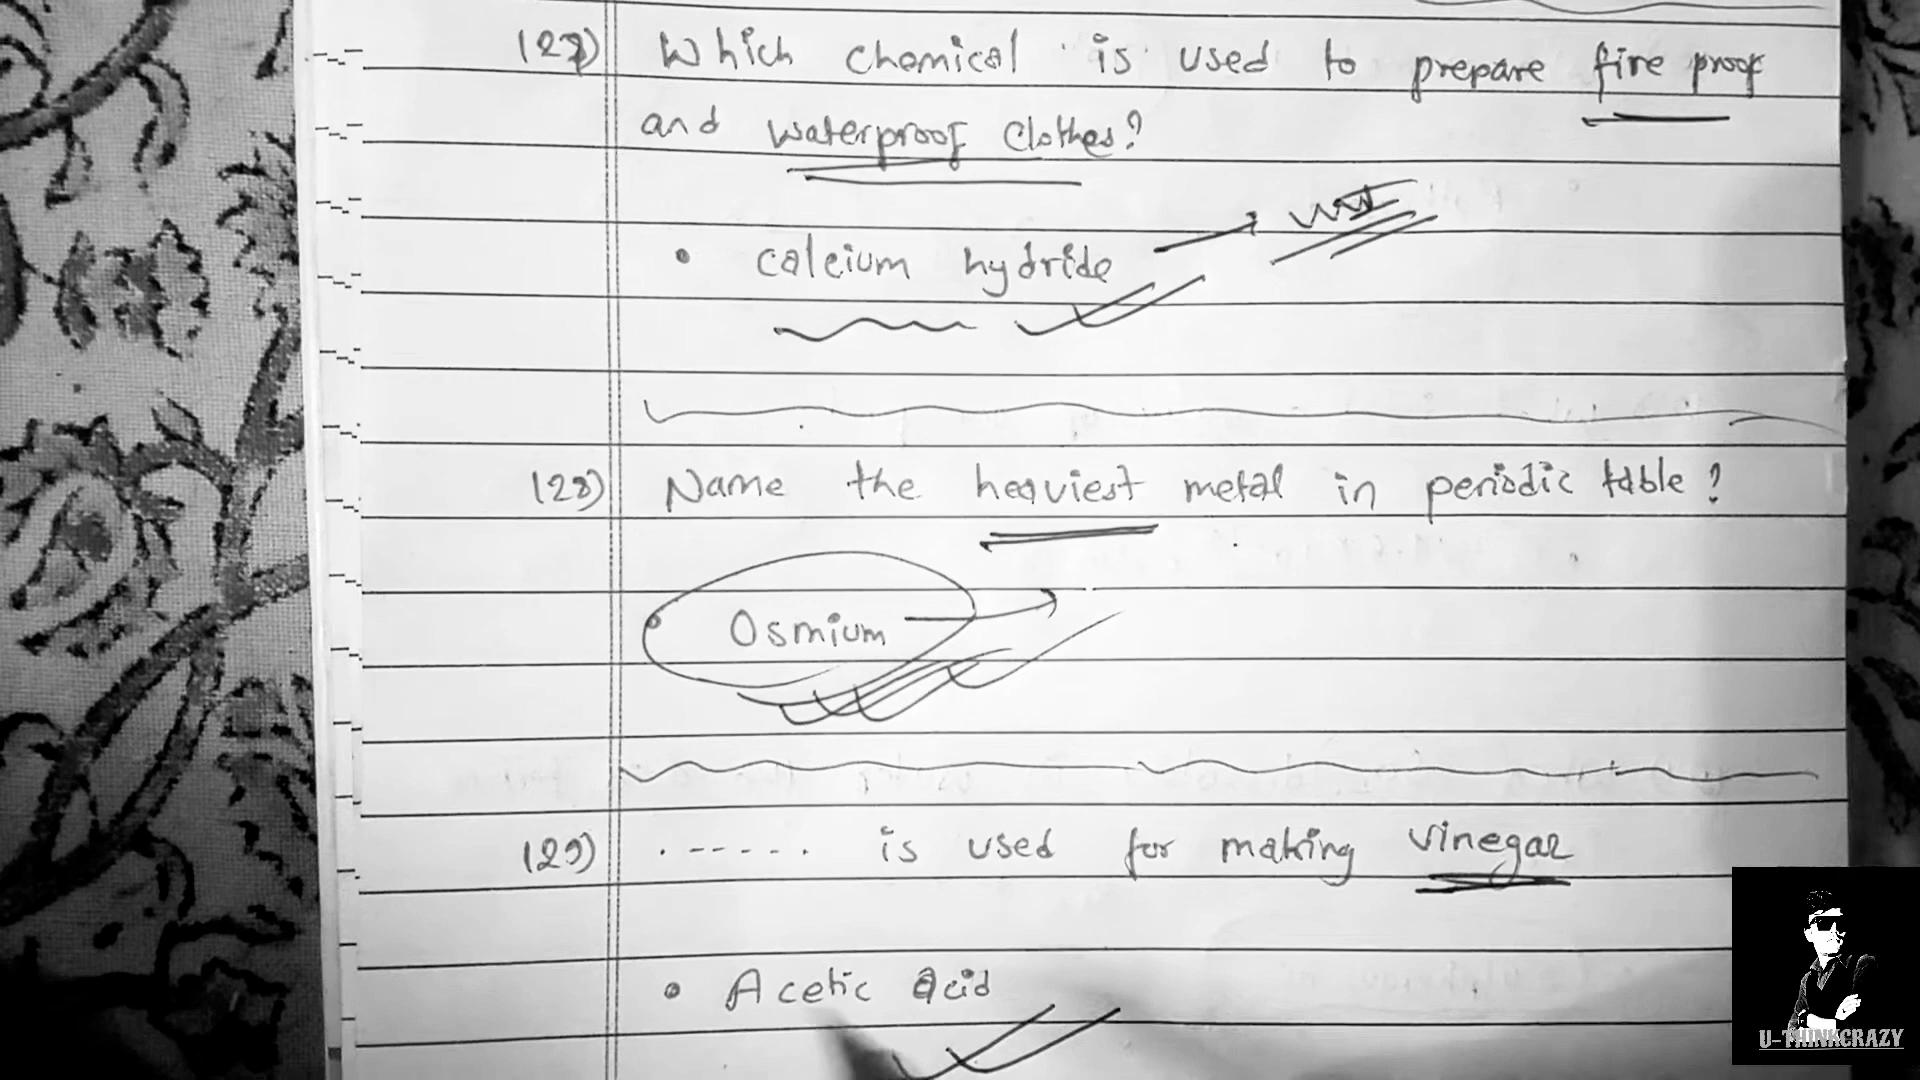 127) Which chemical is used to prepare fire proof
and waterproof clothes?
• calcium hydride
128) Name the heaviest metal in periodic table?
• Osmium
129) . ----- . is used for making vinegar
• Acetic acid
U-THINKCRAZY